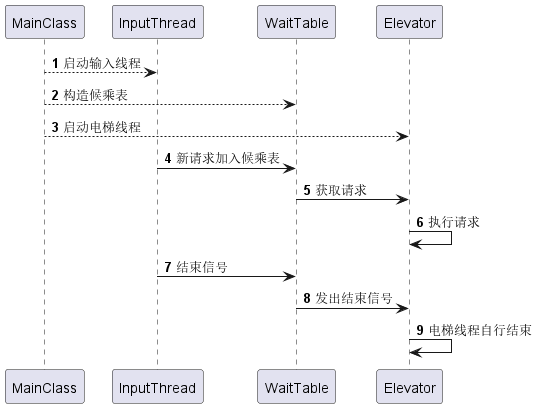 MainClass InputThread WaitTable Elevator
1 启动输入线程
2 构造候乘表
3 启动电梯线程
4 新请求加入候乘表
5 获取请求
6 执行请求
7 结束信号
8 发出结束信号
9 电梯线程自行结束
MainClass InputThread WaitTable Elevator